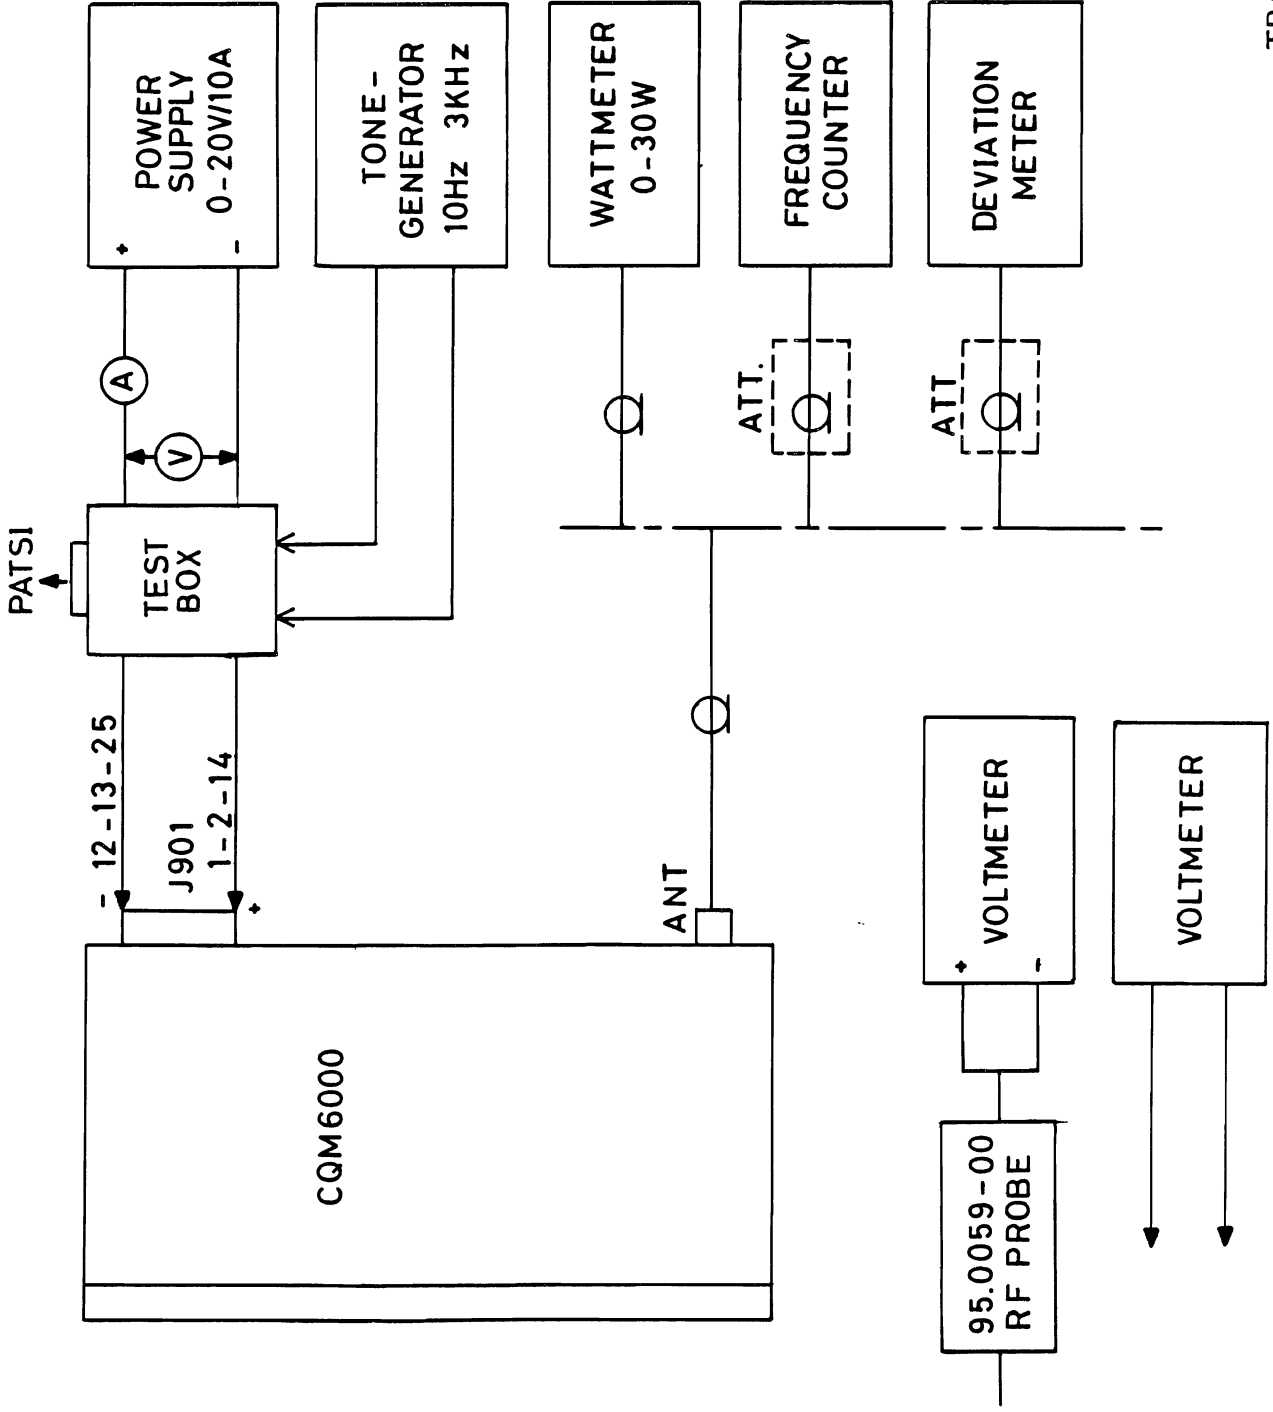 PATSI
CQM6000
-
12-13-25
J901
1-2-14
+
TEST
BOX
A
V
+
-
POWER
SUPPLY
0-20V/10A
TONE-
GENERATOR
10Hz 3KHz
ANT
WATTMETER
0-30W
ATT.
FREQUENCY
COUNTER
ATT
DEVIATION
METER
95.0059-00
RF PROBE
+
-
VOLTMETER
VOLTMETER